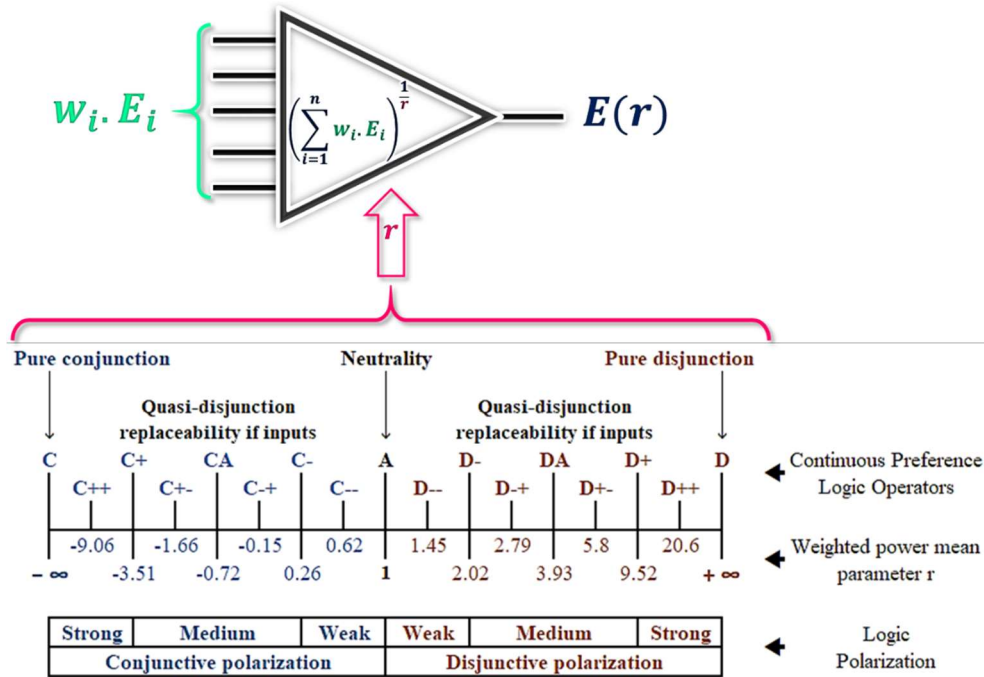 w_i. E_i
(∑_{i=1}^{n} w_i. E_i)^{1/r}
E(r)
r
Pure conjunction Neutrality Pure disjunction
Quasi-disjunction Quasi-disjunction
replaceability if inputs replaceability if inputs
C C+ CA C- A D- DA D+ D
Continuous Preference
C++ C+- C-+ C-- D-- D-+ D+- D++
Logic Operators
-9.06 -1.66 -0.15 0.62 1.45 2.79 5.8 20.6
Weighted power mean
- ∞ -3.51 -0.72 0.26 1 2.02 3.93 9.52 + ∞
parameter r
Strong Medium Weak Weak Medium Strong
Logic
Conjunctive polarization Disjunctive polarization
Polarization